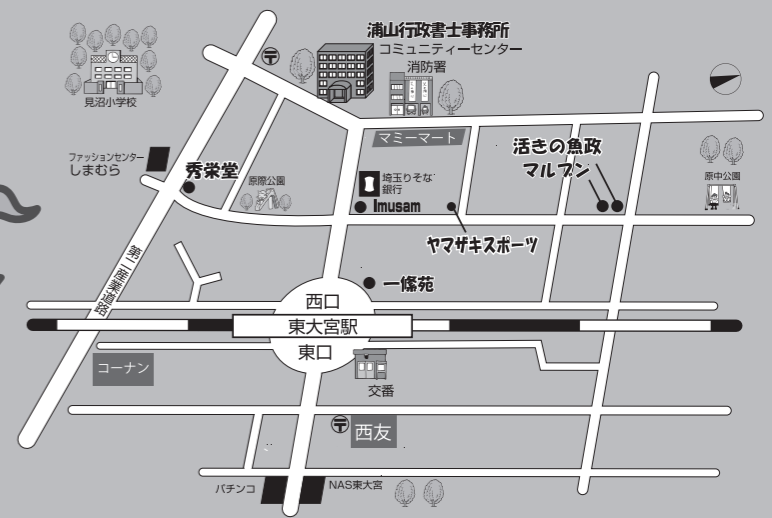 浦山行政書士事務所
コミュニティーセンター
消防署
見沼小学校
マミーマート
活きの魚政
マルブン
ファッションセンター
しまむら
秀栄堂
原際公園
埼玉りそな
銀行
原中公園
Imusam
ヤマザキスポーツ
第二産業道路
一條苑
西口
東大宮駅
東口
コーナン
交番
西友
パチンコ
NAS東大宮